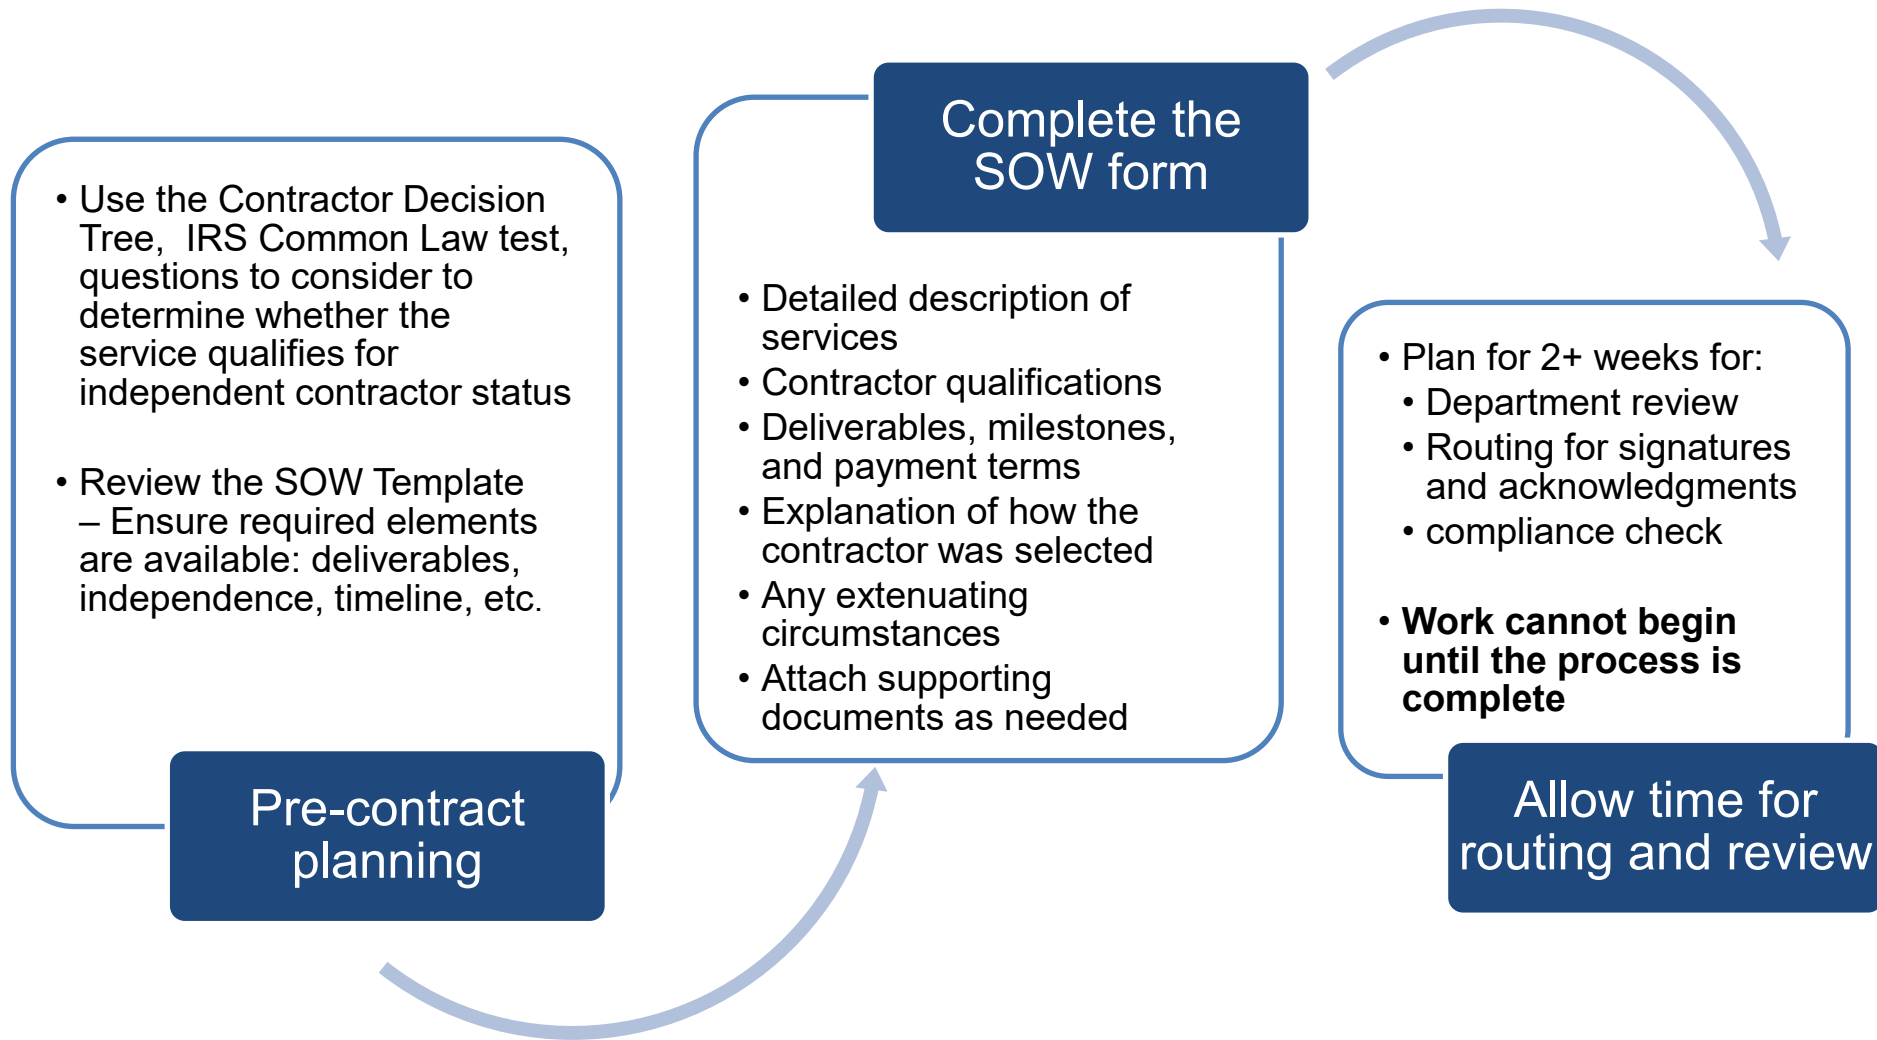 • Use the Contractor Decision
Tree,  IRS Common Law test,
questions to consider to
determine whether the
service qualifies for
independent contractor status
• Review the SOW Template
– Ensure required elements
are available: deliverables,
independence, timeline, etc.
Pre-contract
planning
Complete the
SOW form
• Detailed description of
services
• Contractor qualifications
• Deliverables, milestones,
and payment terms
• Explanation of how the
contractor was selected
• Any extenuating
circumstances
• Attach supporting
documents as needed
• Plan for 2+ weeks for:
• Department review
• Routing for signatures
and acknowledgments
• compliance check
• Work cannot begin
until the process is
complete
Allow time for
routing and review